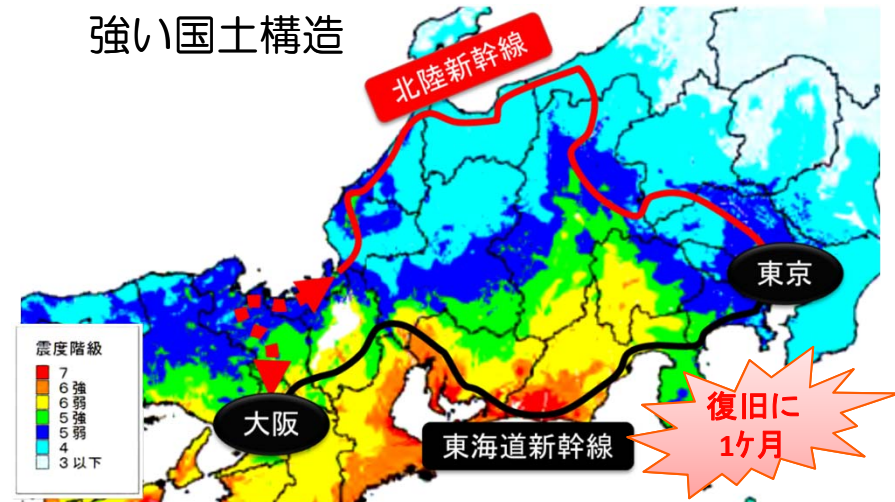 強い国土構造
北陸新幹線
東京
震度階級
7
6強
6弱
5強
5弱
4
3以下
大阪
東海道新幹線
復旧に
1ケ月